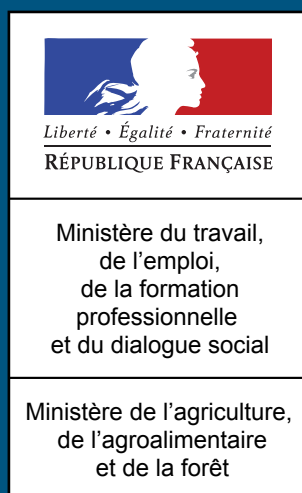 Liberté • Égalité • Fraternité
RÉPUBLIQUE FRANÇAISE
Ministère du travail,
de l’emploi,
de la formation
professionnelle
et du dialogue social
Ministère de l’agriculture,
de l’agroalimentaire
et de la forêt